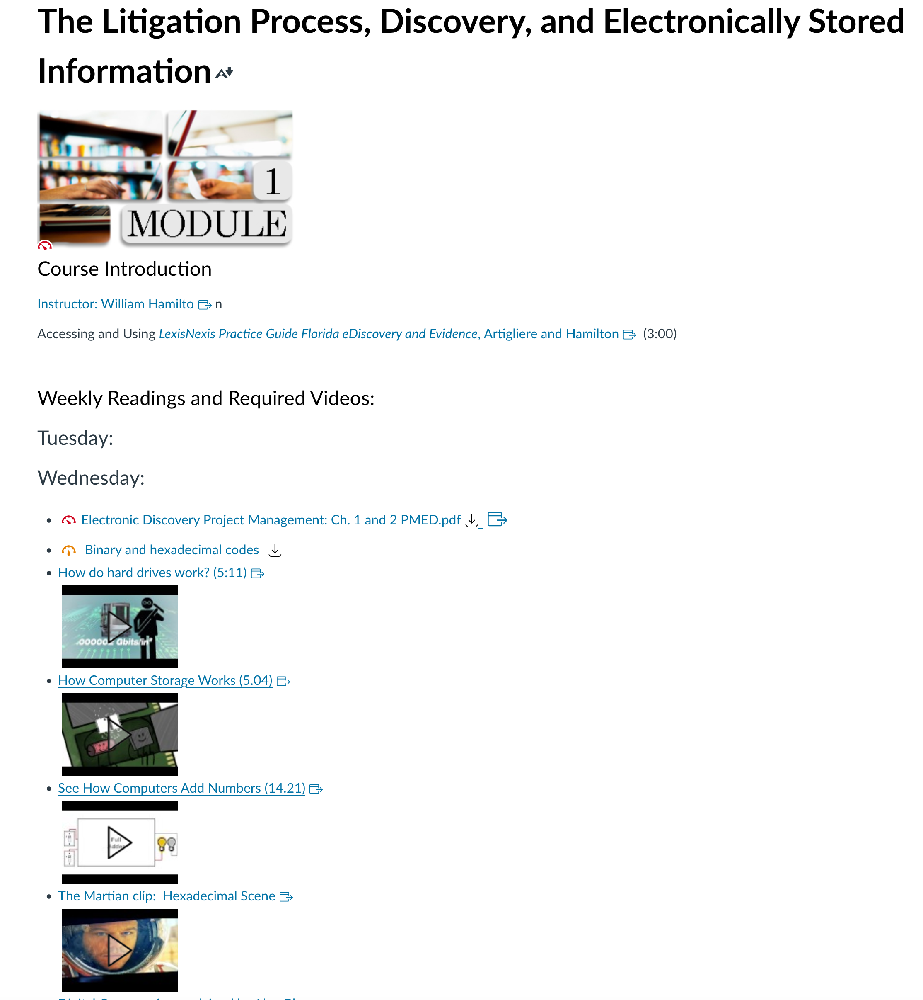 The Litigation Process, Discovery, and Electronically Stored
Information
1
MODULE
Course Introduction
Instructor: William Hamilto n
Accessing and Using LexisNexis Practice Guide Florida eDiscovery and Evidence, Artigliere and Hamilton (3:00)
Weekly Readings and Required Videos:
Tuesday:
Wednesday:
Electronic Discovery Project Management: Ch. 1 and 2 PMED.pdf
Binary and hexadecimal codes
How do hard drives work? (5:11)
Gbits/in²
How Computer Storage Works (5.04)
See How Computers Add Numbers (14.21)
Full
Adder
The Martian clip:  Hexadecimal Scene